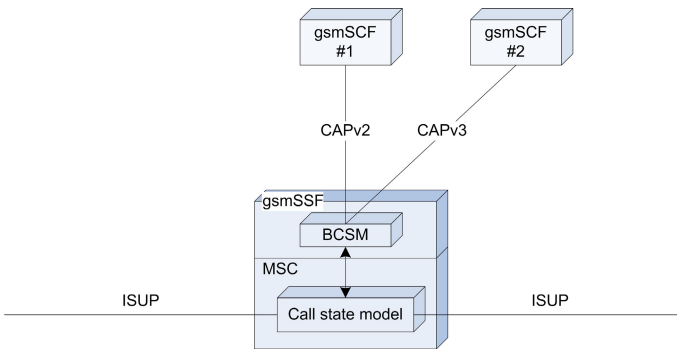 gsmSCF
#1
gsmSCF
#2
CAPv2
CAPv3
gsmSSF
BCSM
MSC
ISUP
ISUP
Call state model